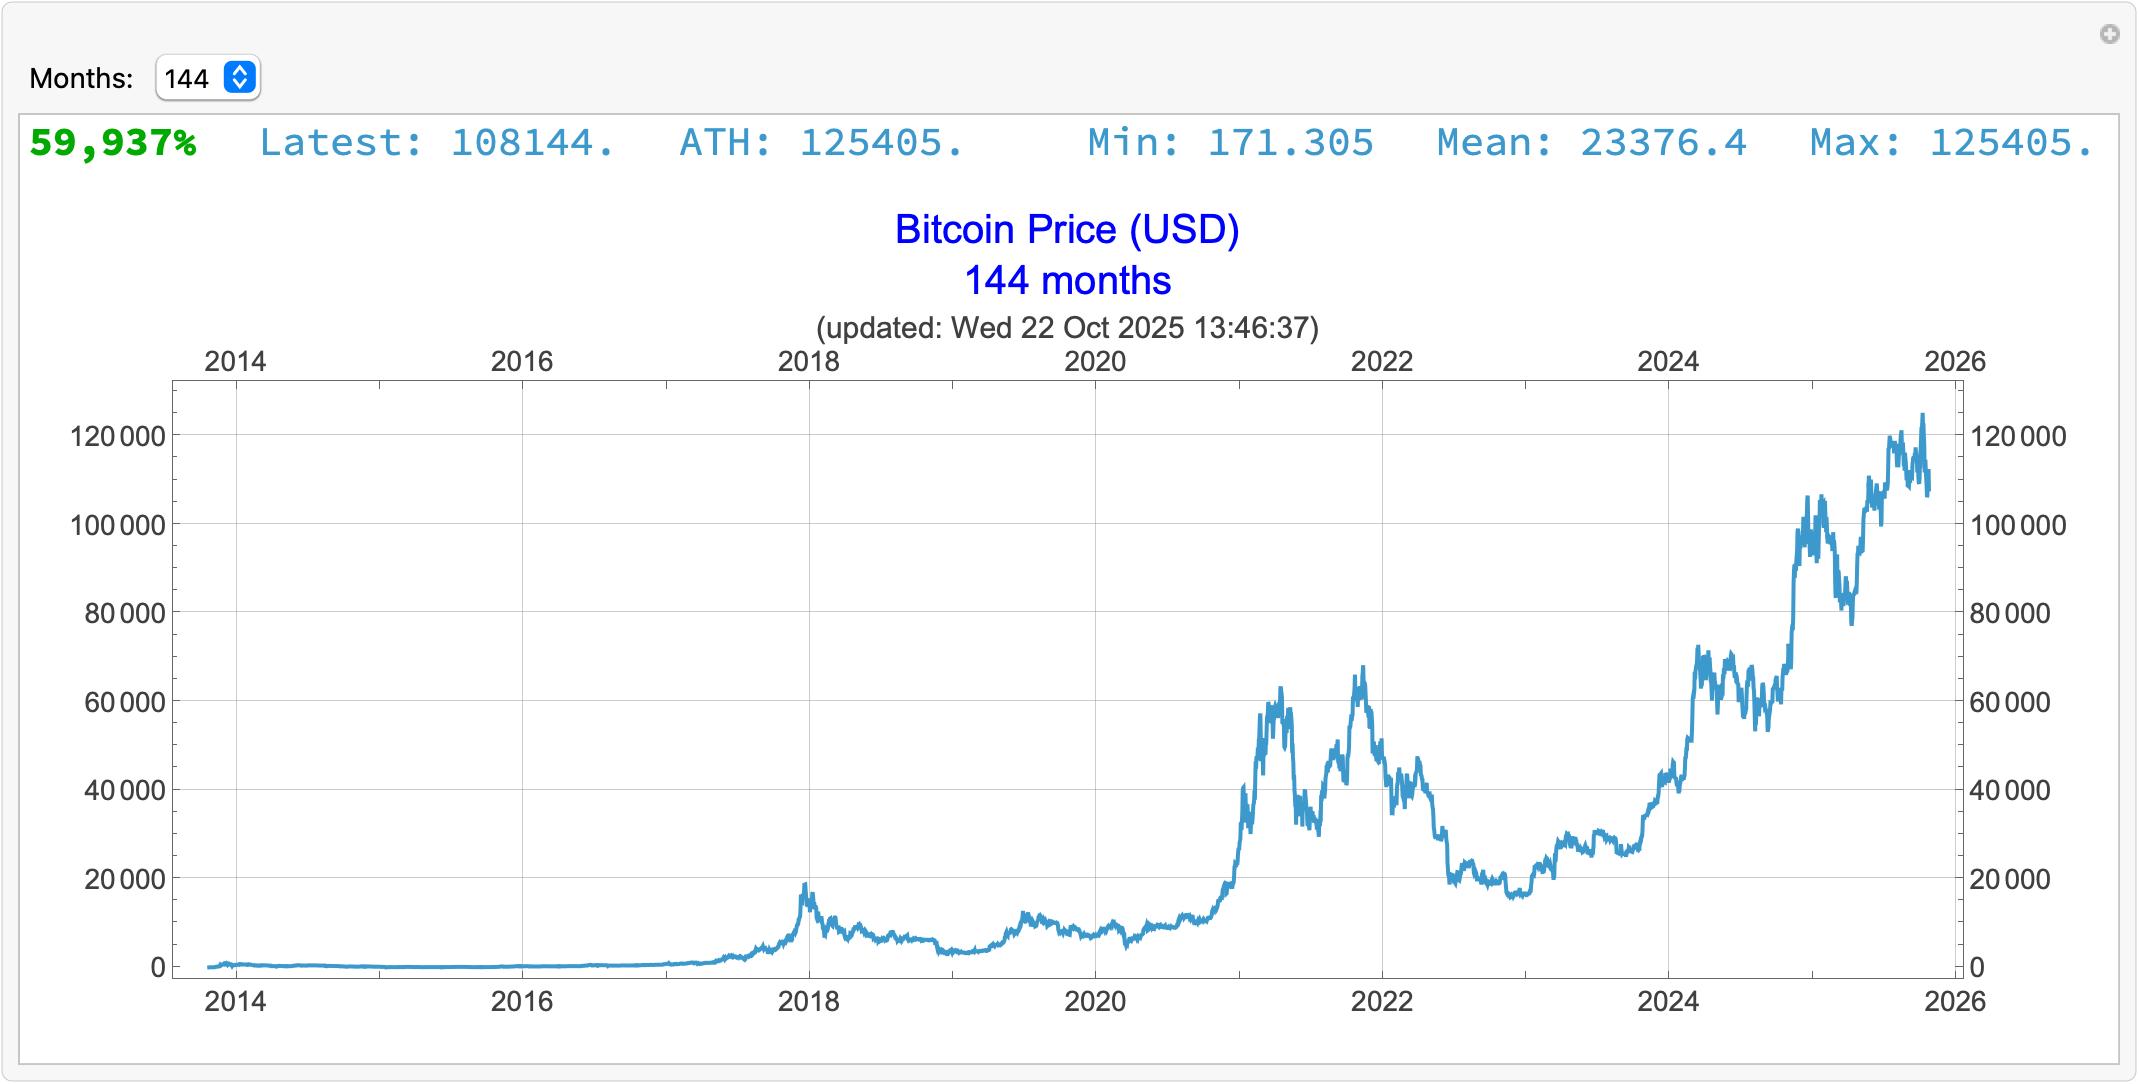 Months: 144
59,937% Latest: 108144. ATH: 125405. Min: 171.305 Mean: 23376.4 Max: 125405.
Bitcoin Price (USD)
144 months
(updated: Wed 22 Oct 2025 13:46:37)
2014 2016 2018 2020 2022 2024 2026
120 000 120 000
100 000 100 000
80 000 80 000
60 000 60 000
40 000 40 000
20 000 20 000
0 0
2014 2016 2018 2020 2022 2024 2026